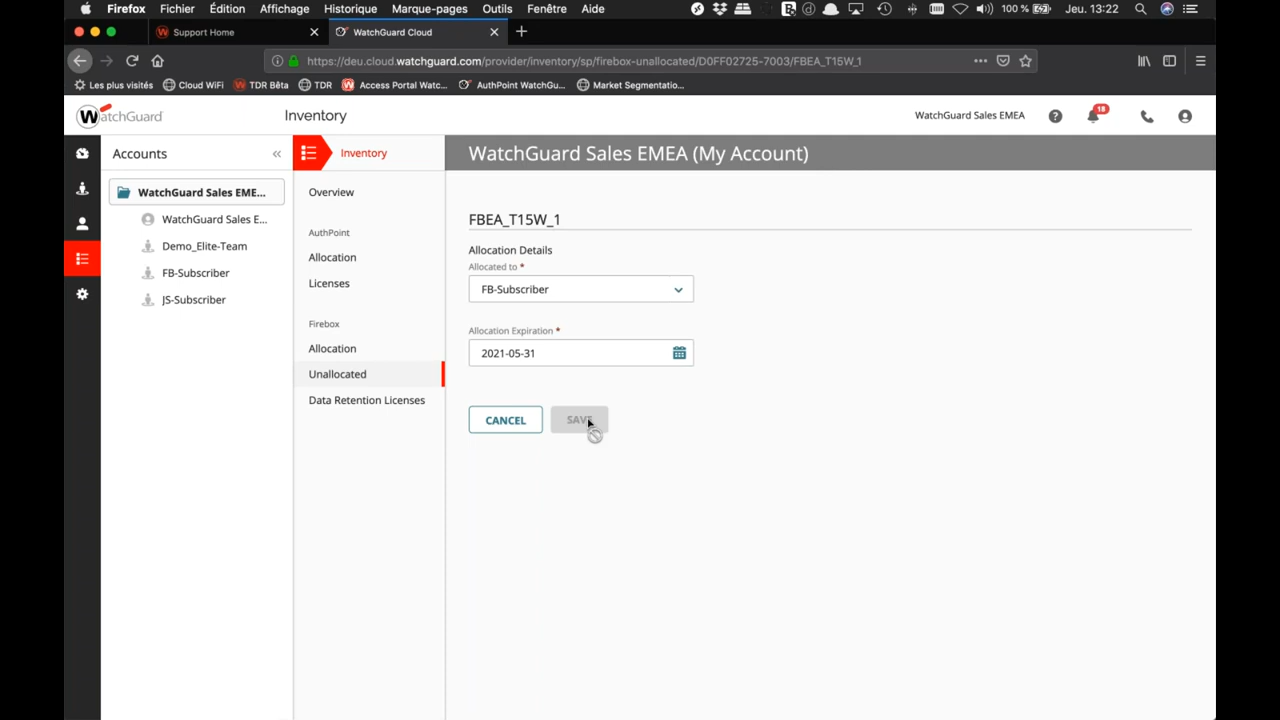 Firefox Fichier Édition Affichage Historique Marque-pages Outils Fenêtre Aide 100 % Jeu. 13:22
Support Home
WatchGuard Cloud
https://deu.cloud.watchguard.com/provider/inventory/sp/firebox-unallocated/D0FF02725-7003/FBEA_T15W_1
Les plus visités Cloud WiFi TDR Bêta TDR Access Portal Watc... AuthPoint WatchGu... Market Segmentatio...
WatchGuard
Inventory
WatchGuard Sales EMEA
18
Accounts
WatchGuard Sales EME...
WatchGuard Sales E...
Demo_Elite-Team
FB-Subscriber
JS-Subscriber
Inventory
Overview
AuthPoint
Allocation
Licenses
Firebox
Allocation
Unallocated
Data Retention Licenses
WatchGuard Sales EMEA (My Account)
FBEA_T15W_1
Allocation Details
Allocated to *
FB-Subscriber
Allocation Expiration *
2021-05-31
CANCEL
SAVE